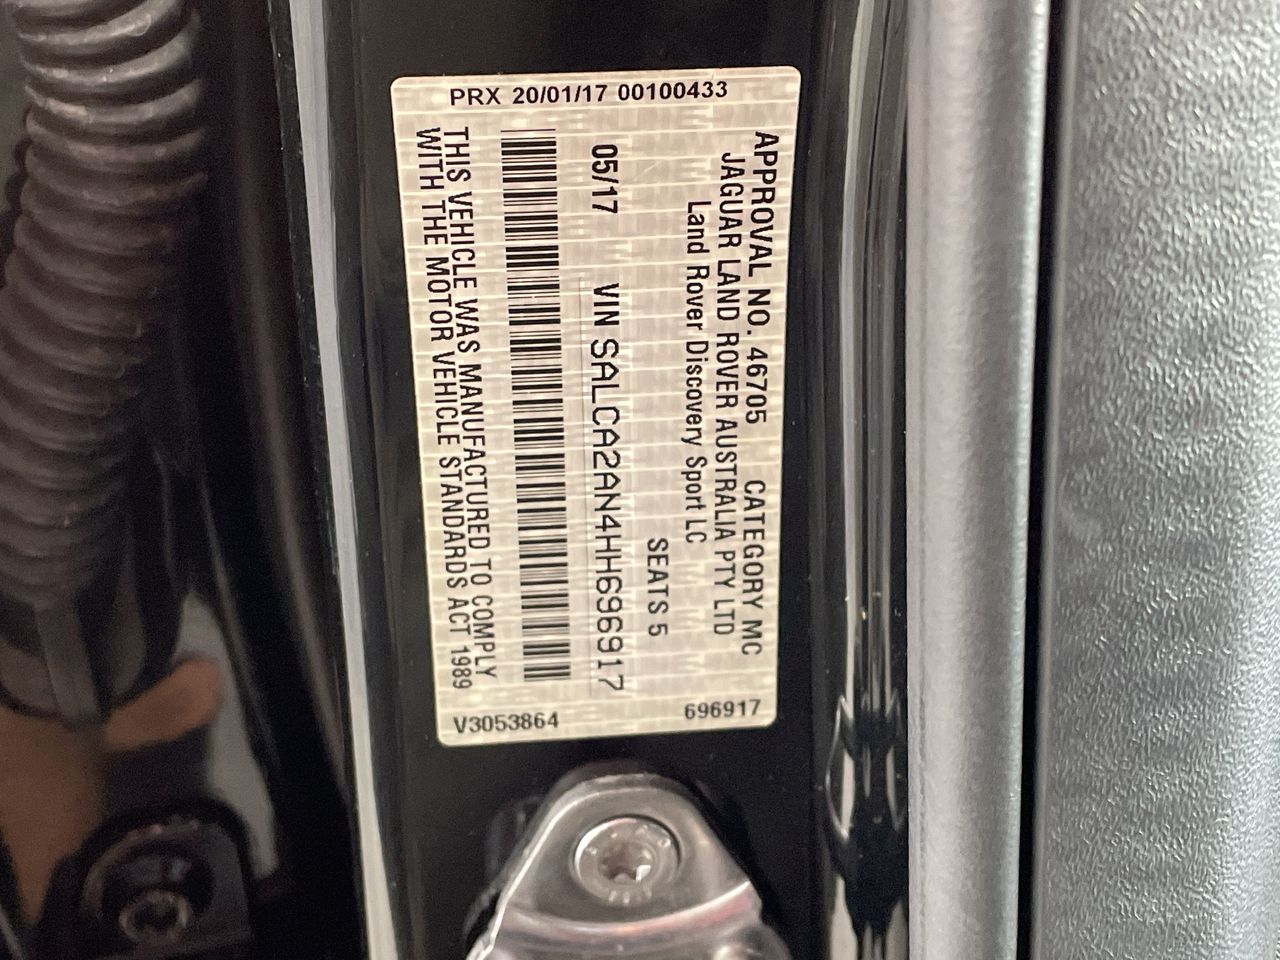 PRX 20/01/17 00100433
APPROVAL NO. 46705 CATEGORY MC
JAGUAR LAND ROVER AUSTRALIA PTY LTD
Land Rover Discovery Sport LC
SEATS 5
05/17 VIN SALCA2AN4HH696917
THIS VEHICLE WAS MANUFACTURED TO COMPLY
WITH THE MOTOR VEHICLE STANDARDS ACT 1989
V3053864 696917